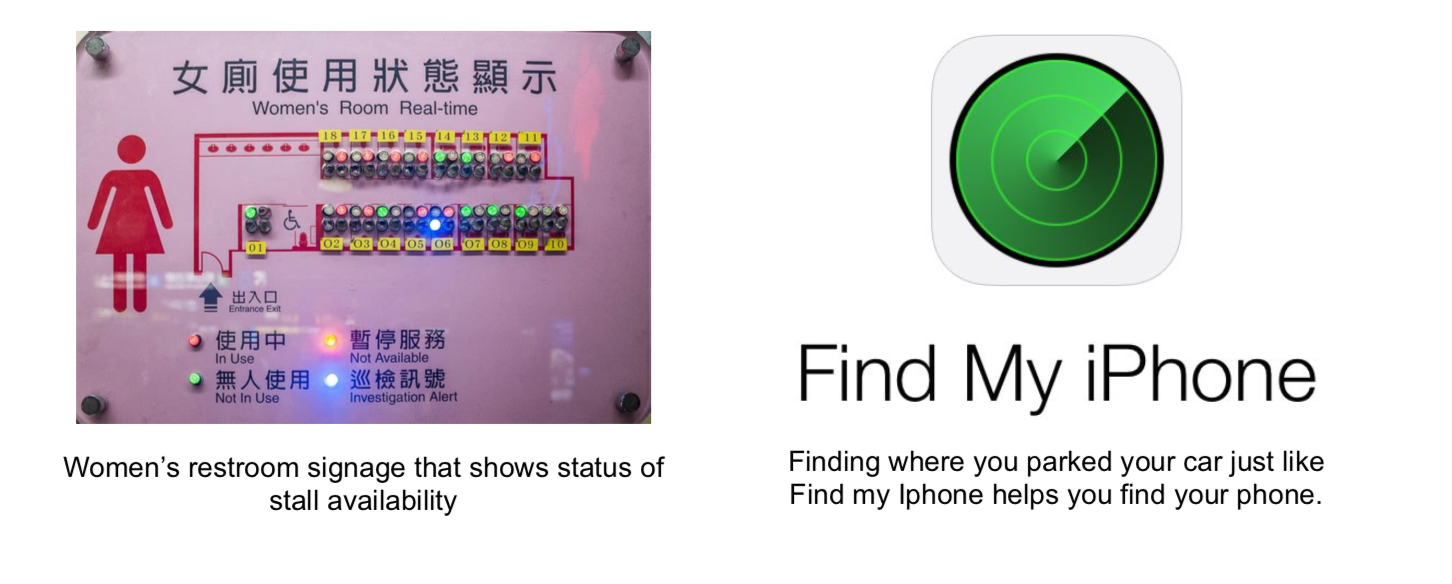 女廁使用狀態顯示
Women's Room Real-time
18 17 16 15 14 13 12 11
01 02 03 04 05 06 07 08 09 10
出入口
Entrance Exit
使用中
In Use
暫停服務
Not Available
無人使用
Not In Use
巡檢訊號
Investigation Alert
Women’s restroom signage that shows status of
stall availability
Find My iPhone
Finding where you parked your car just like
Find my Iphone helps you find your phone.